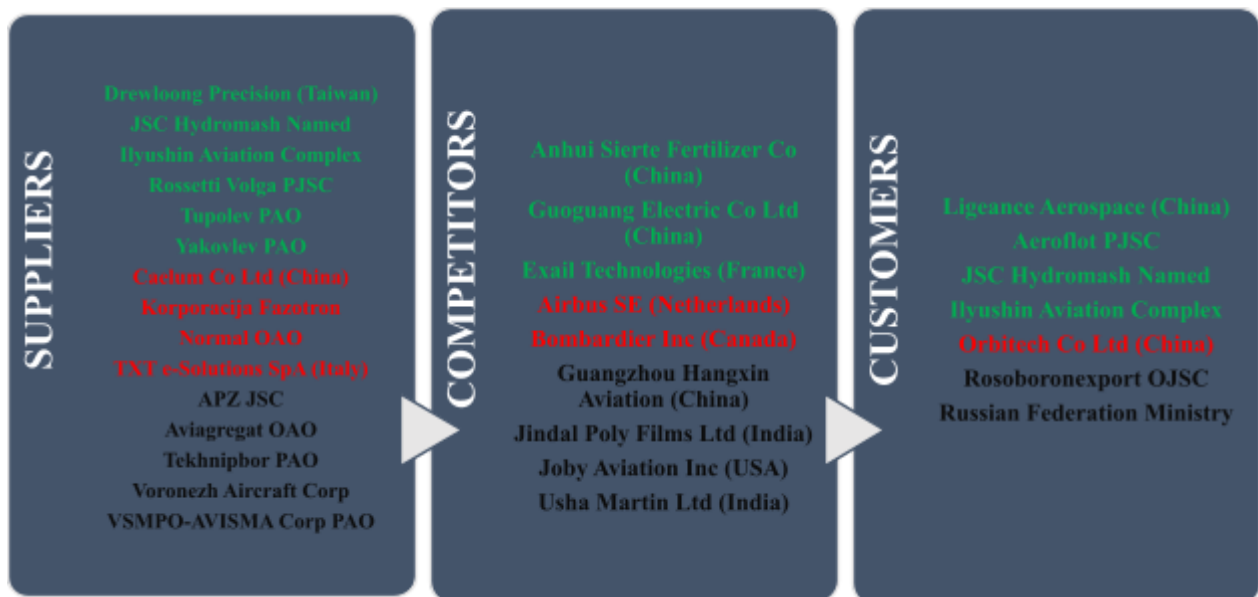 SUPPLIERS
Drewloong Precision (Taiwan)
JSC Hydromash Named
Ilyushin Aviation Complex
Rossetti Volga PJSC
Tupolev PAO
Yakovlev PAO
Caelum Co Ltd (China)
Korporacija Fazotron
Normal OAO
TXT e-Solutions SpA (Italy)
APZ JSC
Aviagregat OAO
Tekhnipbor PAO
Voronezh Aircraft Corp
VSMPO-AVISMA Corp PAO
COMPETITORS
Anhui Sierte Fertilizer Co
(China)
Guoguang Electric Co Ltd
(China)
Exail Technologies (France)
Airbus SE (Netherlands)
Bombardier Inc (Canada)
Guangzhou Hangxin
Aviation (China)
Jindal Poly Films Ltd (India)
Joby Aviation Inc (USA)
Usha Martin Ltd (India)
CUSTOMERS
Ligeance Aerospace (China)
Aeroflot PJSC
JSC Hydromash Named
Ilyushin Aviation Complex
Orbitech Co Ltd (China)
Rosoboronexport OJSC
Russian Federation Ministry